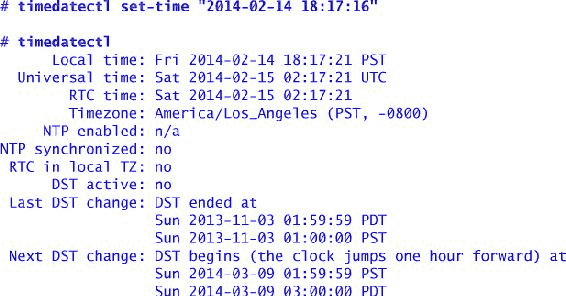 # timedatectl set-time "2014-02-14 18:17:16"
# timedatectl
Local time: Fri 2014-02-14 18:17:21 PST
Universal time: Sat 2014-02-15 02:17:21 UTC
RTC time: Sat 2014-02-15 02:17:21
Timezone: America/Los_Angeles (PST, -0800)
NTP enabled: n/a
NTP synchronized: no
RTC in local TZ: no
DST active: no
Last DST change: DST ended at
Sun 2013-11-03 01:59:59 PDT
Sun 2013-11-03 01:00:00 PST
Next DST change: DST begins (the clock jumps one hour forward) at
Sun 2014-03-09 01:59:59 PST
Sun 2014-03-09 03:00:00 PDT